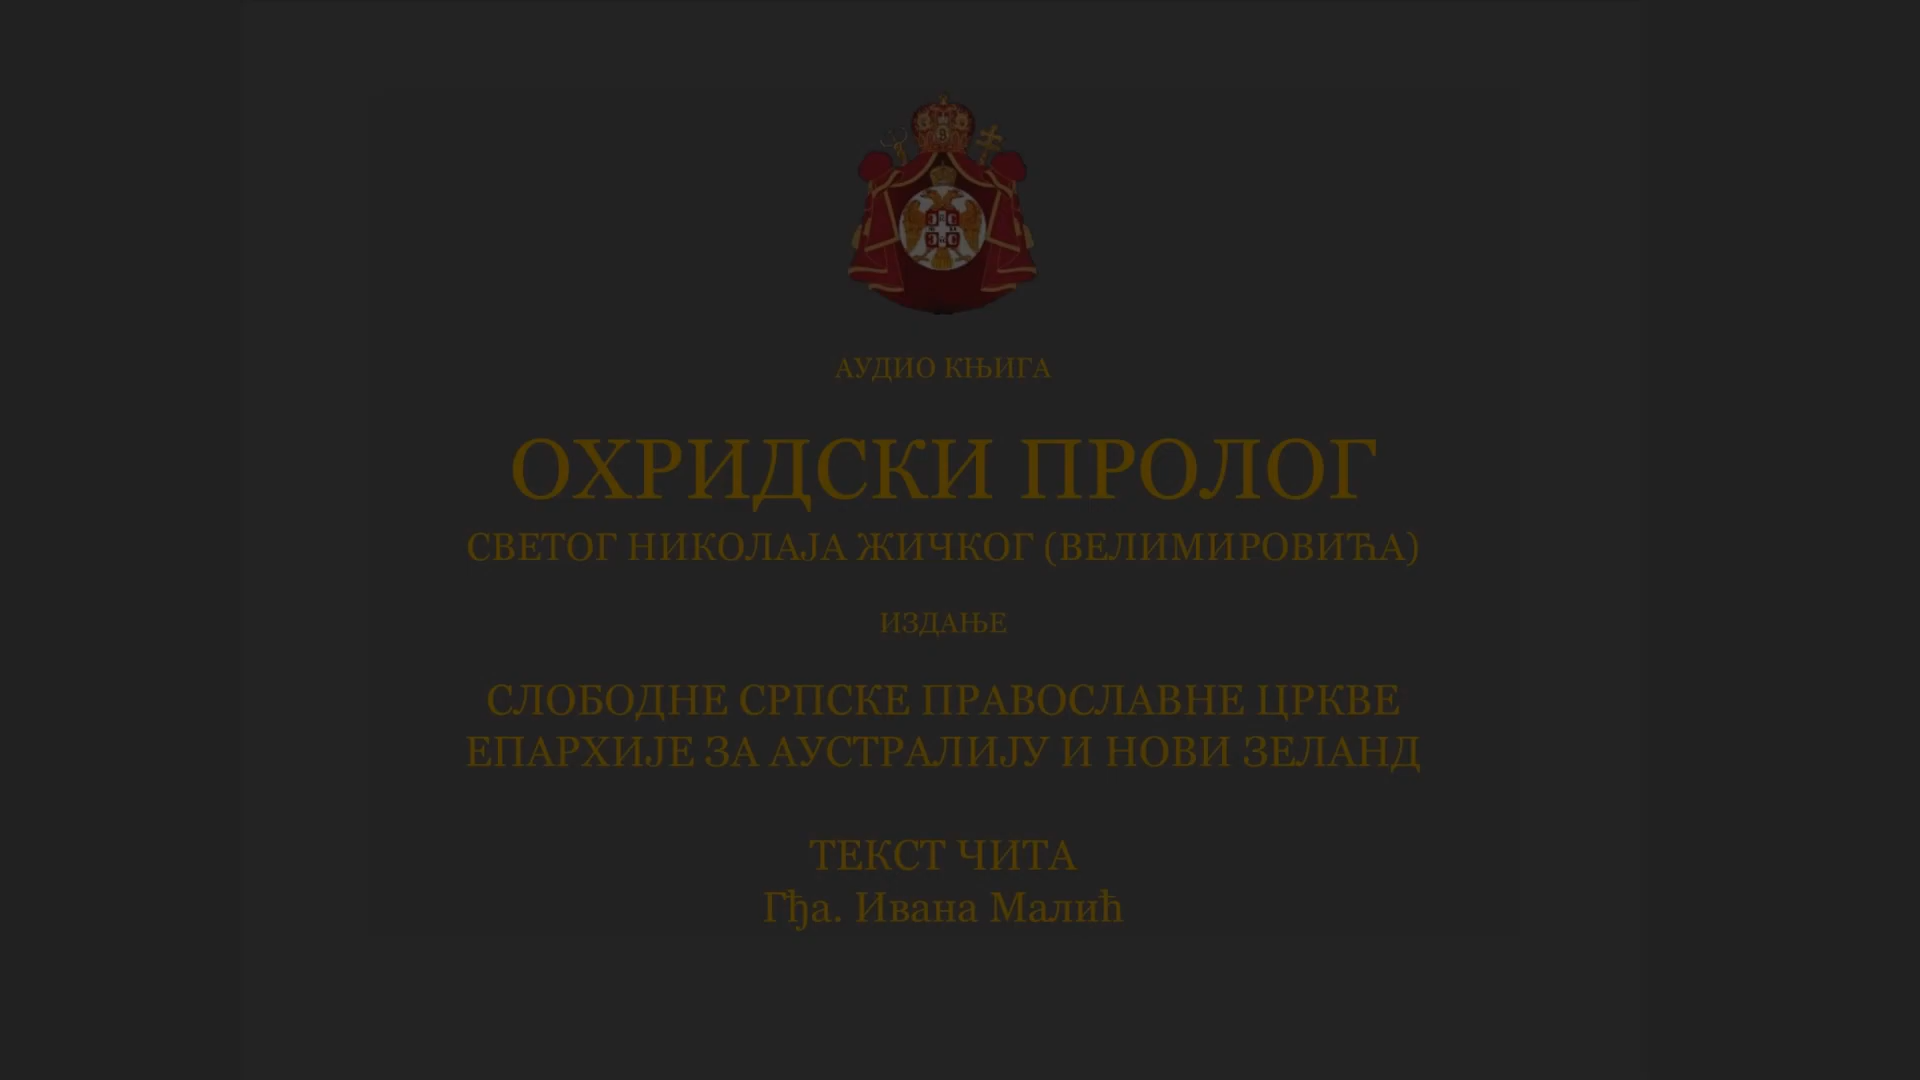 АУДИО КЊИГА
ОХРИДСКИ ПРОЛОГ
СВЕТОГ НИКОЛАЈА ЖИЧКОГ (ВЕЛИМИРОВИЋА)
ИЗДАЊЕ
СЛОБОДНЕ СРПСКЕ ПРАВОСЛАВНЕ ЦРКВЕ
ЕПАРХИЈЕ ЗА АУСТРАЛИЈУ И НОВИ ЗЕЛАНД
ТЕКСТ ЧИТА
Гђа. Ивана Малић